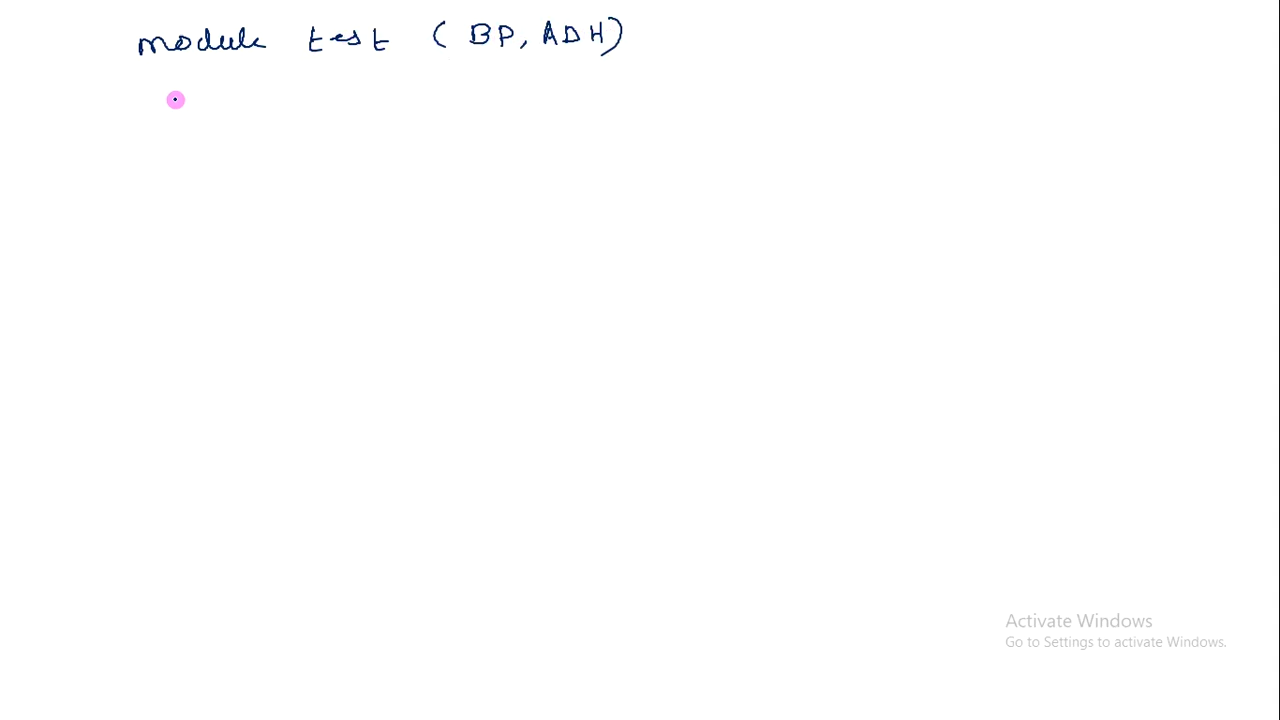 module test ( BP, ADH)
Activate Windows
Go to Settings to activate Windows.